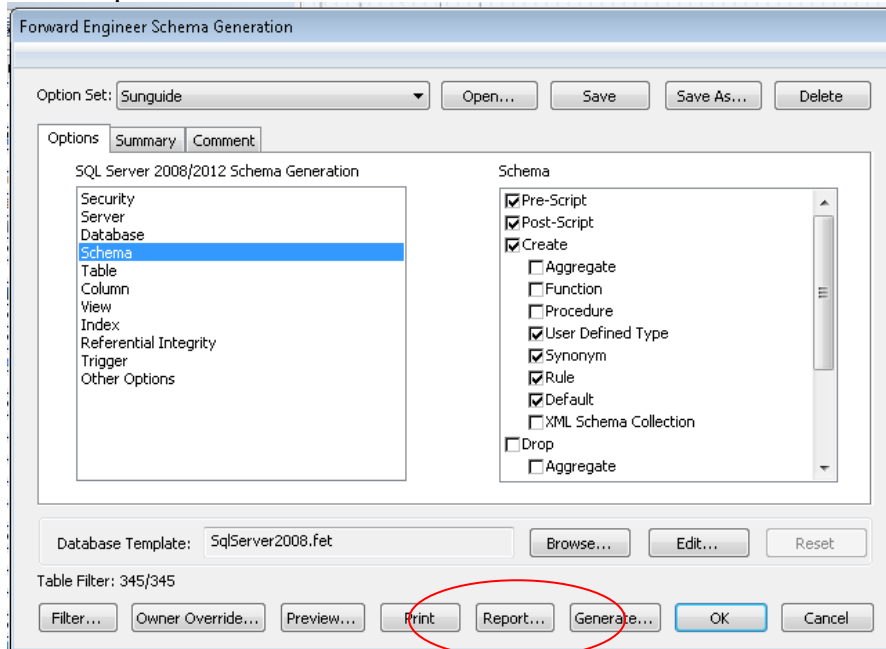 Forward Engineer Schema Generation
Option Set: Sunguide Open... Save Save As... Delete
Options Summary Comment
SQL Server 2008/2012 Schema Generation
Security
Server
Database
Schema
Table
Column
View
Index
Referential Integrity
Trigger
Other Options
Schema
Pre-Script
Post-Script
Create
Aggregate
Function
Procedure
User Defined Type
Synonym
Rule
Default
XML Schema Collection
Drop
Aggregate
Database Template: SqlServer2008.fet Browse... Edit... Reset
Table Filter: 345/345
Filter... Owner Override... Preview... Print Report... Generate... OK Cancel